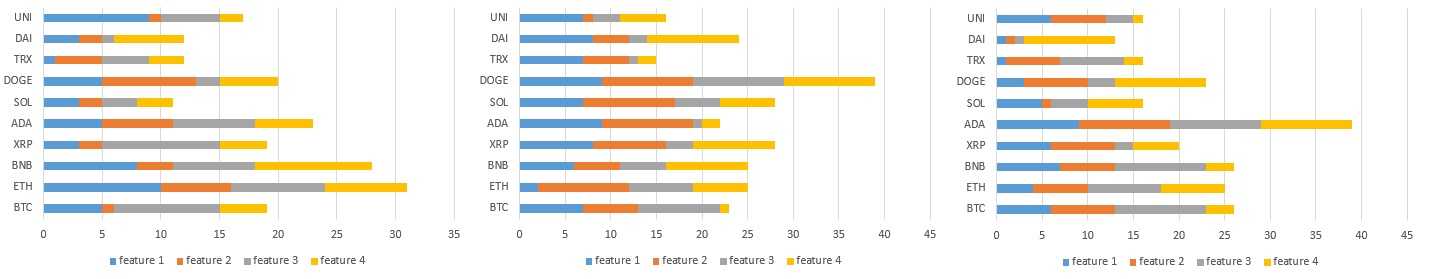 UNI
DAI
TRX
DOGE
SOL
ADA
XRP
BNB
ETH
BTC
0 5 10 15 20 25 30 35
feature 1 feature 2 feature 3 feature 4
UNI
DAI
TRX
DOGE
SOL
ADA
XRP
BNB
ETH
BTC
0 5 10 15 20 25 30 35 40 45
feature 1 feature 2 feature 3 feature 4
UNI
DAI
TRX
DOGE
SOL
ADA
XRP
BNB
ETH
BTC
0 5 10 15 20 25 30 35 40 45
feature 1 feature 2 feature 3 feature 4